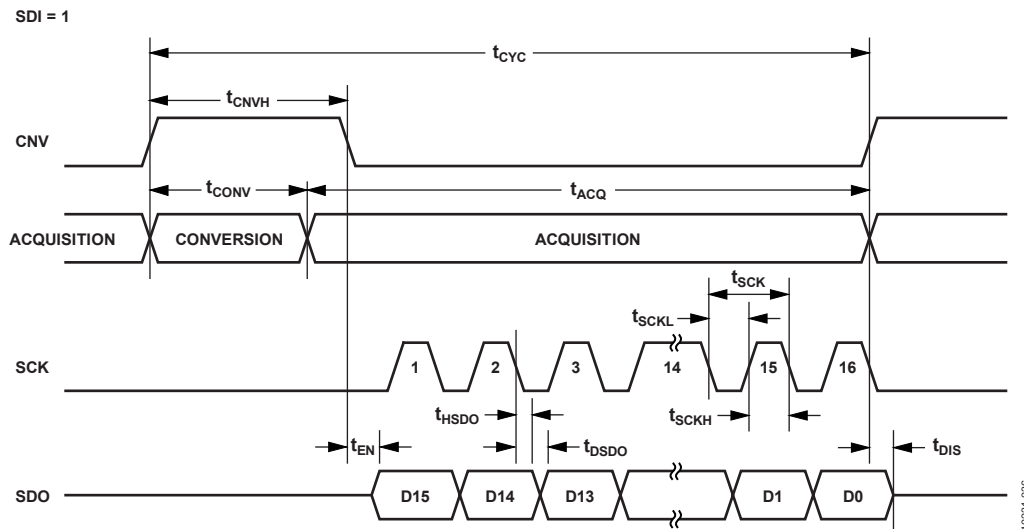 SDI = 1
tCYC
tCNVH
CNV
tCONV
tACQ
ACQUISITION
CONVERSION
ACQUISITION
tSCK
tSCKL
SCK
1
2
3
14
15
16
tHSDO
tSCKH
tEN
tDSDO
tDIS
SDO
D15
D14
D13
D1
D0